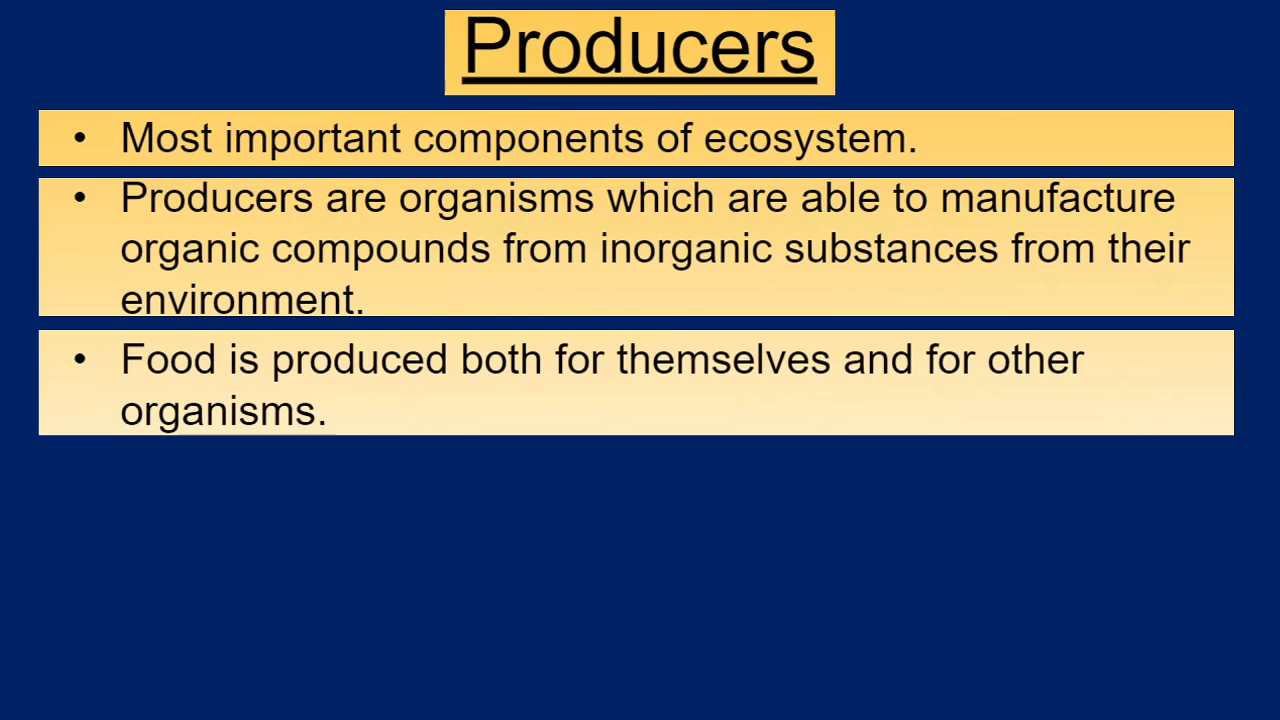 Producers
• Most important components of ecosystem.
• Producers are organisms which are able to manufacture
organic compounds from inorganic substances from their
environment.
• Food is produced both for themselves and for other
organisms.